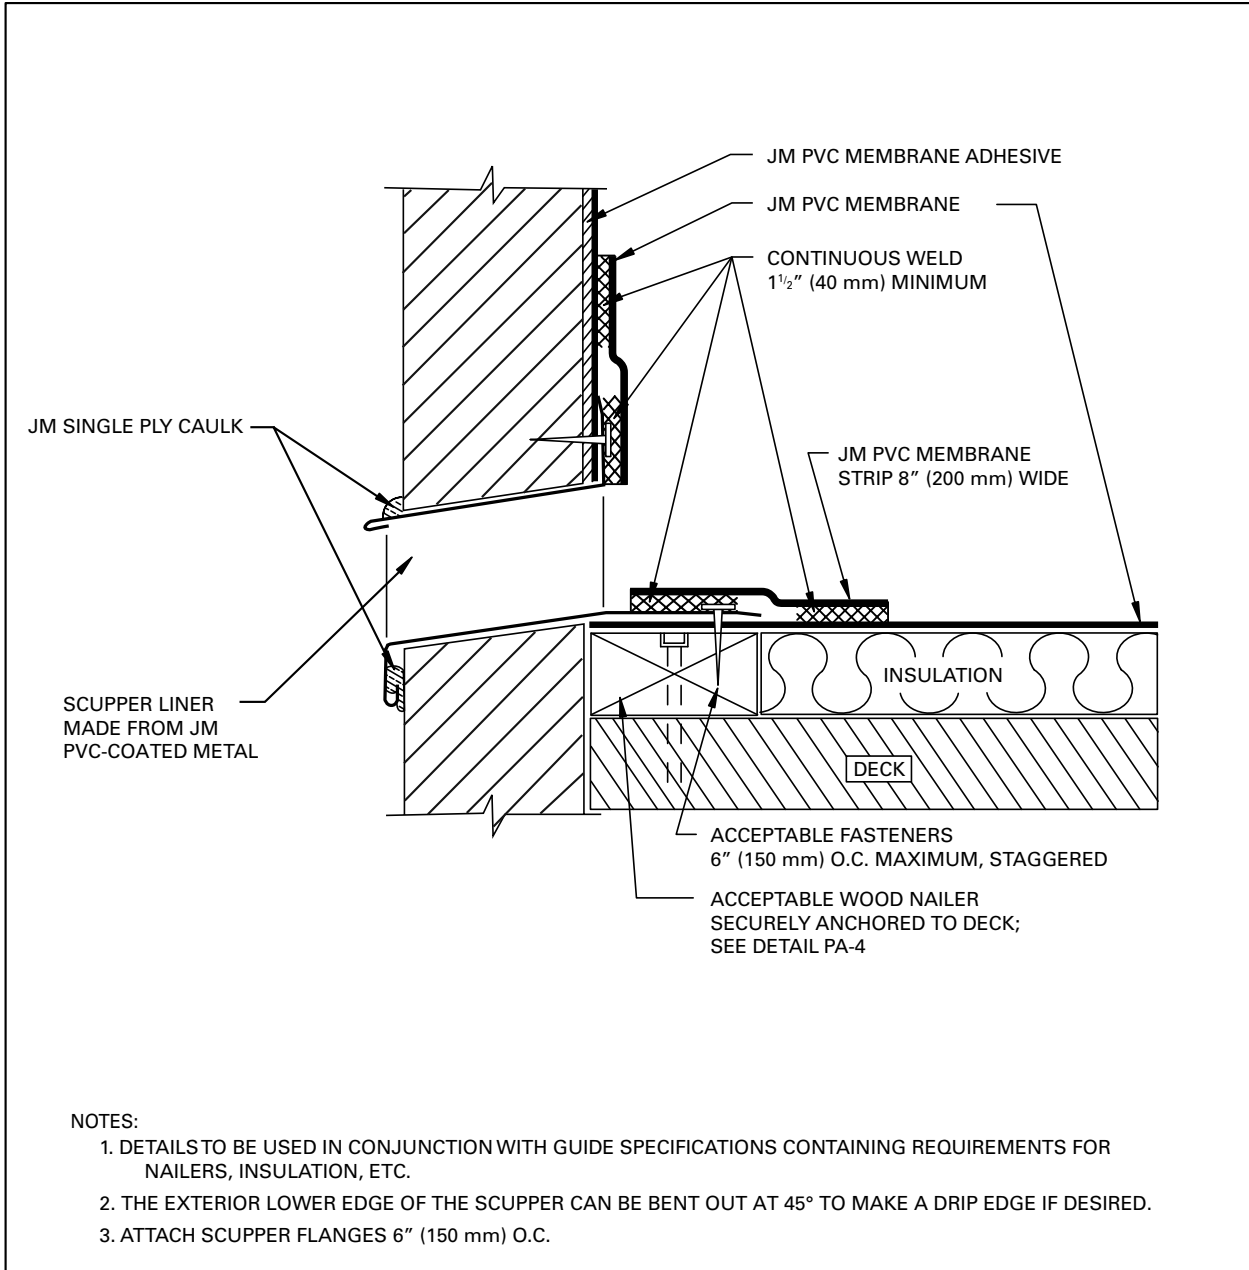 JM PVC MEMBRANE ADHESIVE
JM PVC MEMBRANE
CONTINUOUS WELD
1 1/2″ (40 mm) MINIMUM
JM SINGLE PLY CAULK
JM PVC MEMBRANE
STRIP 8″ (200 mm) WIDE
INSULATION
SCUPPER LINER
MADE FROM JM
PVC-COATED METAL
DECK
ACCEPTABLE FASTENERS
6″ (150 mm) O.C. MAXIMUM, STAGGERED
ACCEPTABLE WOOD NAILER
SECURELY ANCHORED TO DECK;
SEE DETAIL PA-4
NOTES:
1. DETAILS TO BE USED IN CONJUNCTION WITH GUIDE SPECIFICATIONS CONTAINING REQUIREMENTS FOR
NAILERS, INSULATION, ETC.
2. THE EXTERIOR LOWER EDGE OF THE SCUPPER CAN BE BENT OUT AT 45° TO MAKE A DRIP EDGE IF DESIRED.
3. ATTACH SCUPPER FLANGES 6″ (150 mm) O.C.